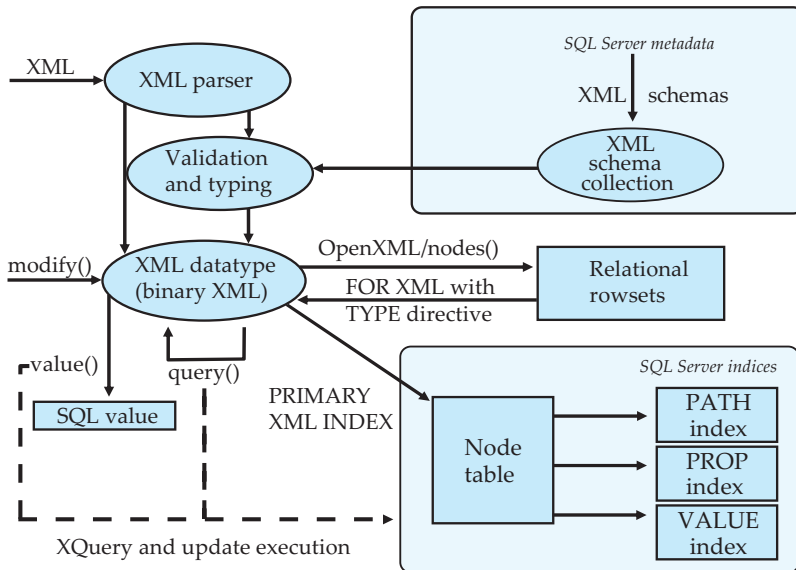 XML
XML parser
SQL Server metadata
XML schemas
XML
schema
collection
Validation
and typing
modify()
XML datatype
(binary XML)
OpenXML/nodes()
FOR XML with
TYPE directive
Relational
rowsets
value()
query()
SQL value
PRIMARY
XML INDEX
SQL Server indices
Node
table
PATH
index
PROP
index
VALUE
index
XQuery and update execution